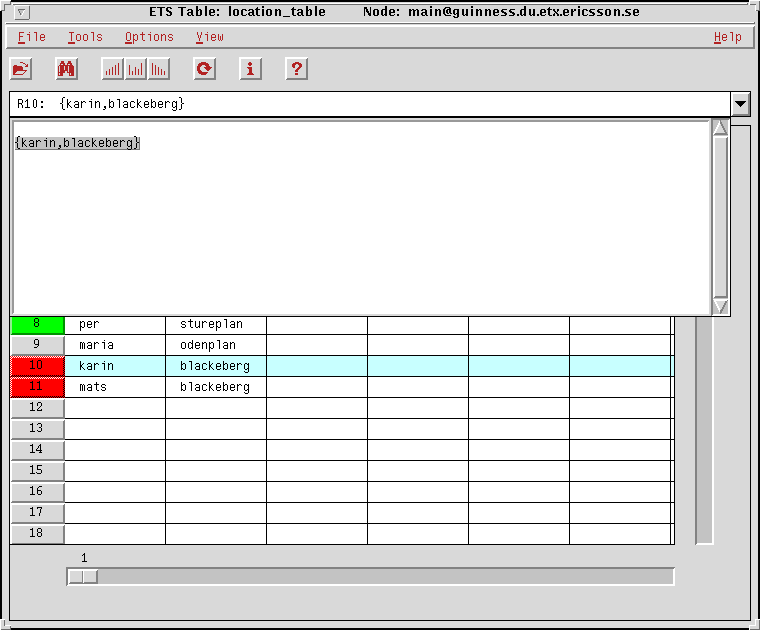 ETS Table: location_table Node: main@guinness.du.etx.ericsson.se
File Tools Options View Help
R10: {karin,blackeberg}
{karin,blackeberg}
8 per stureplan
9 maria odenplan
10 karin blackeberg
11 mats blackeberg
12
13
14
15
16
17
18
1